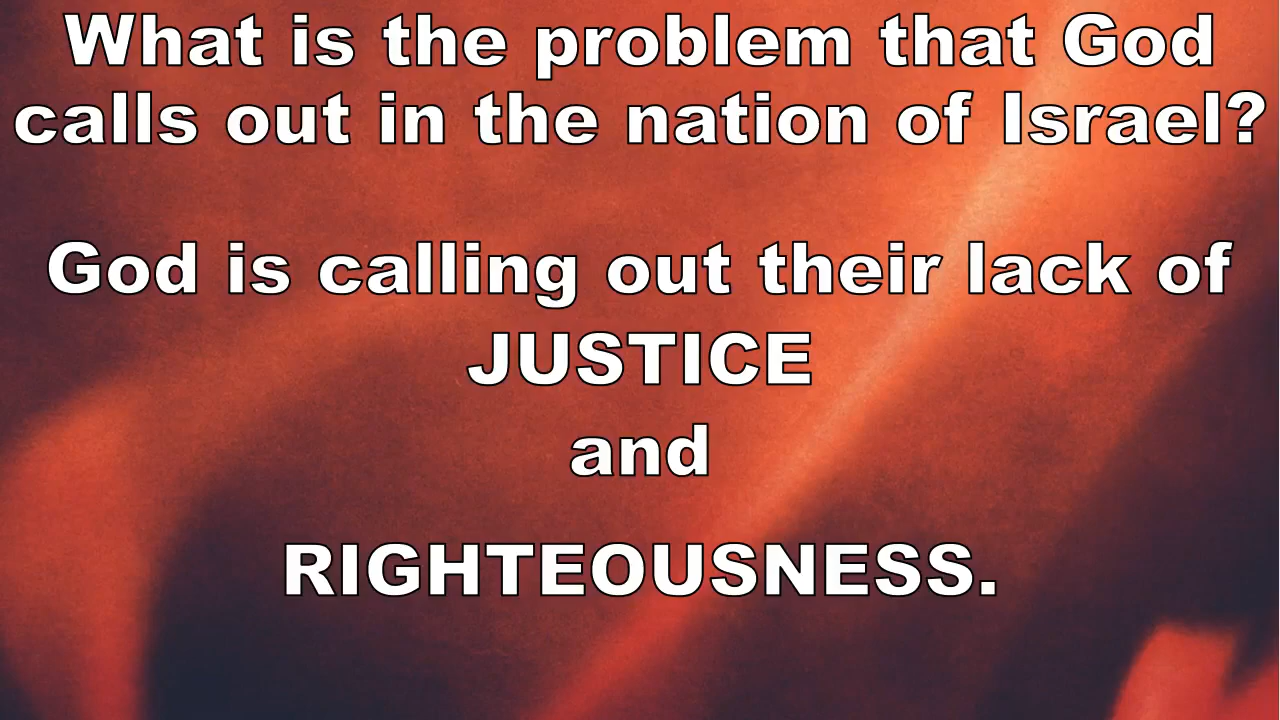 What is the problem that God
calls out in the nation of Israel?
God is calling out their lack of
JUSTICE
and
RIGHTEOUSNESS.